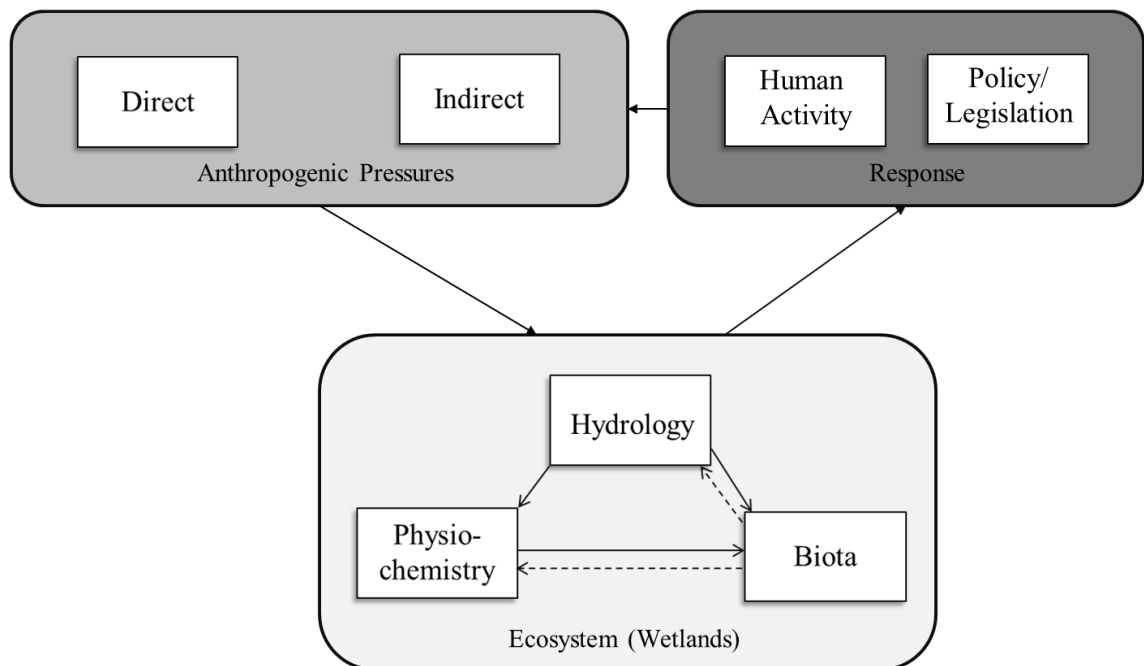 Direct
Indirect
Anthropogenic Pressures
Human
Activity
Policy/
Legislation
Response
Hydrology
Physio-
chemistry
Biota
Ecosystem (Wetlands)